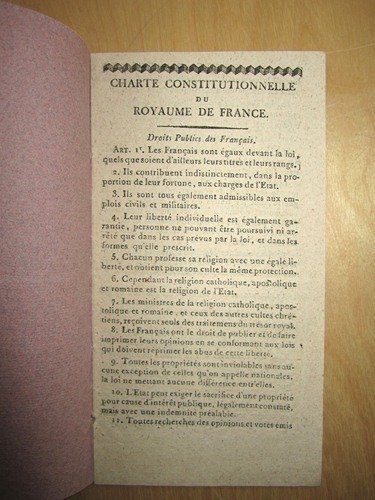 CHARTE CONSTITUTIONNELLE
DU
ROYAUME DE FRANCE.
Droits Publics des Français.
ART. 1r. Les Français sont égaux devant la loi,
quels que soient d'ailleurs leurs titres et leurs rangs.
2. Ils contribuent indistinctement, dans la pro
portion de leur fortune, aux charges de l'Etat.
3. Ils sont tous également admissibles aux em
plois civils et militaires.
4. Leur liberté individuelle est également ga-
rantie, personne ne pouvant être poursuivi ni ar
rêté que dans les cas prévus par la loi, et dans les
formes qu'elle prescrit.
5. Chacun professe sa religion avec une égale li-
berté, et obtient pour son culte la même protection.
6. Cependant la religion catholique, apostolique
et romaine est la religion de l'Etat.
7. Les ministres de la religion catholique, apos-
tolique et romaine, et ceux des autres cultes chré-
tiens, reçoivent seuls des traitemens du trésor royal.
8. Les Français ont le droit de publier et de faire
imprimer leurs opinions en se conformant aux lois
qui doivent réprimer les abus de cette liberté.
9. Toutes les propriétés sont inviolables sans au-
cune exception de celles qu'on appelle nationales,
la loi ne mettant aucune différence entr'elles.
10. L'Etat peut exiger le sacrifice d'une propriété
pour cause d'intérêt publique, légalement constaté,
mais avec une indemnité préalable.
11. Toutes recherches des opinions et votes émis